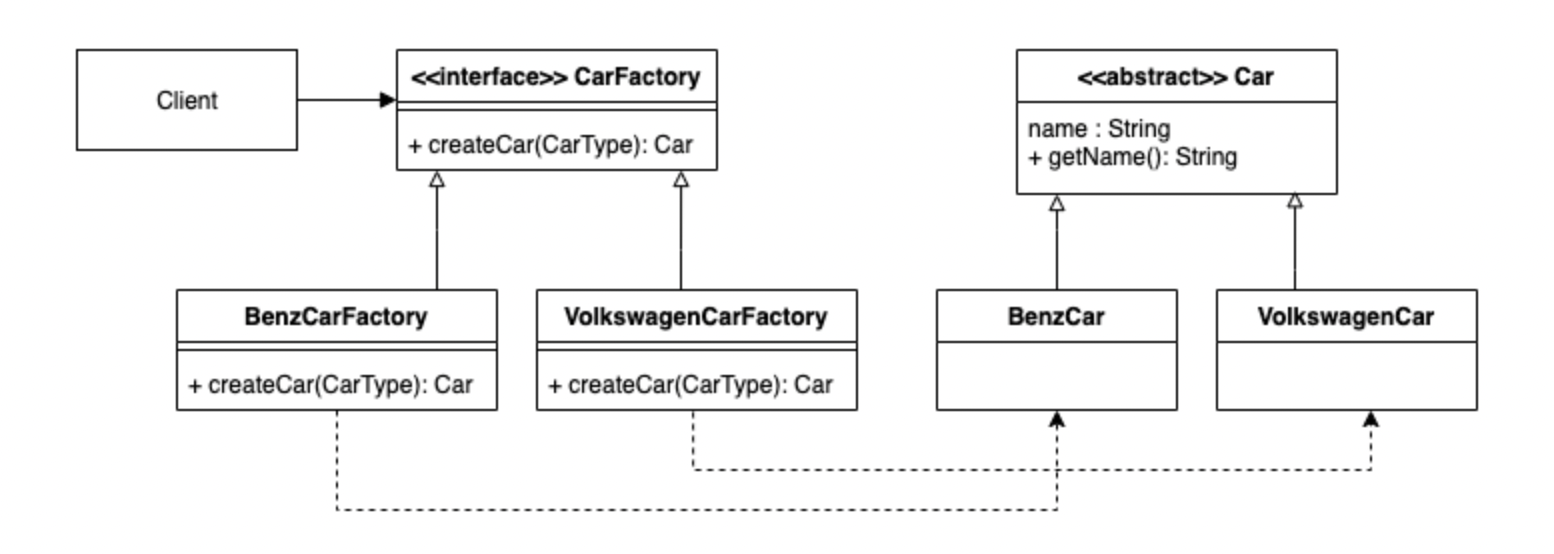 Client
<<interface>> CarFactory
+ createCar(CarType): Car
<<abstract>> Car
name : String
+ getName(): String
BenzCarFactory
+ createCar(CarType): Car
VolkswagenCarFactory
+ createCar(CarType): Car
BenzCar
VolkswagenCar